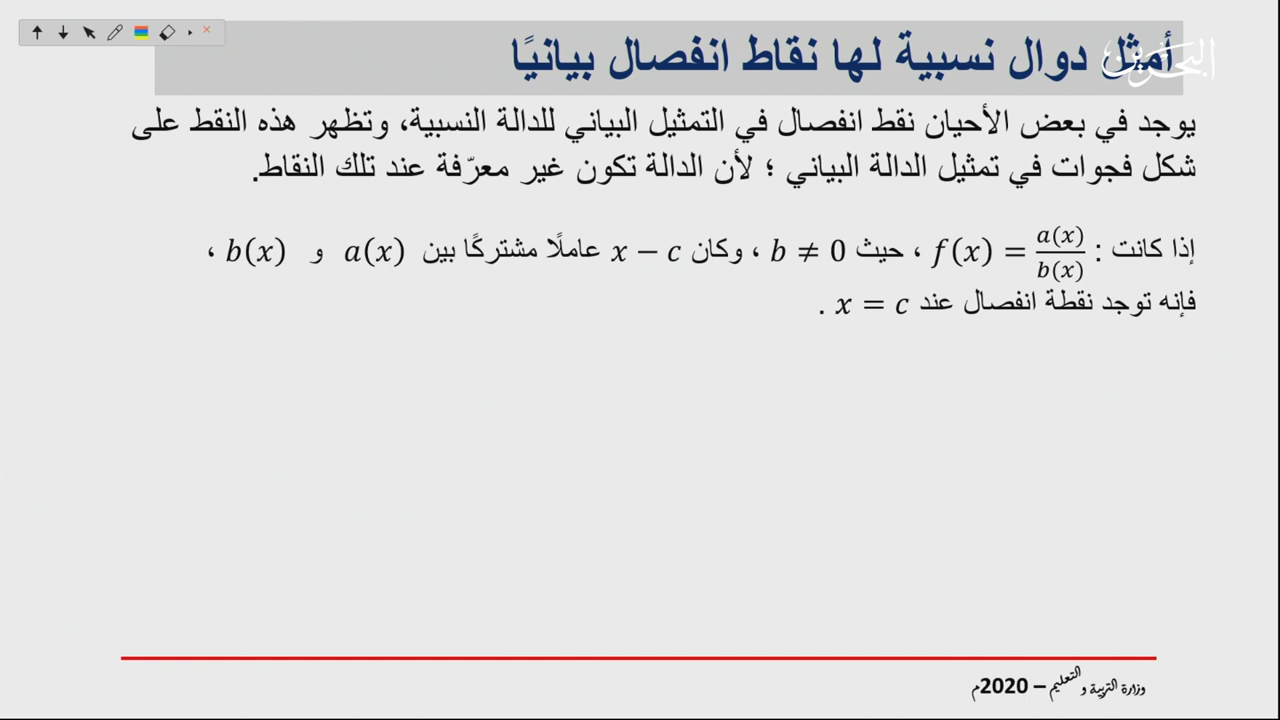 أمثل دوال نسبية لها نقاط انفصال بيانيًا
البحرين
يوجد في بعض الأحيان نقط انفصال في التمثيل البياني للدالة النسبية، وتظهر هذه النقط على
شكل فجوات في تمثيل الدالة البياني ؛ لأن الدالة تكون غير معرّفة عند تلك النقاط.
إذا كانت : f(x) = a(x)/b(x) ، حيث b ≠ 0 ، وكان x − c عاملًا مشتركًا بين a(x) و b(x) ،
فإنه توجد نقطة انفصال عند x = c .
وزارة التربية و التعليم – 2020م